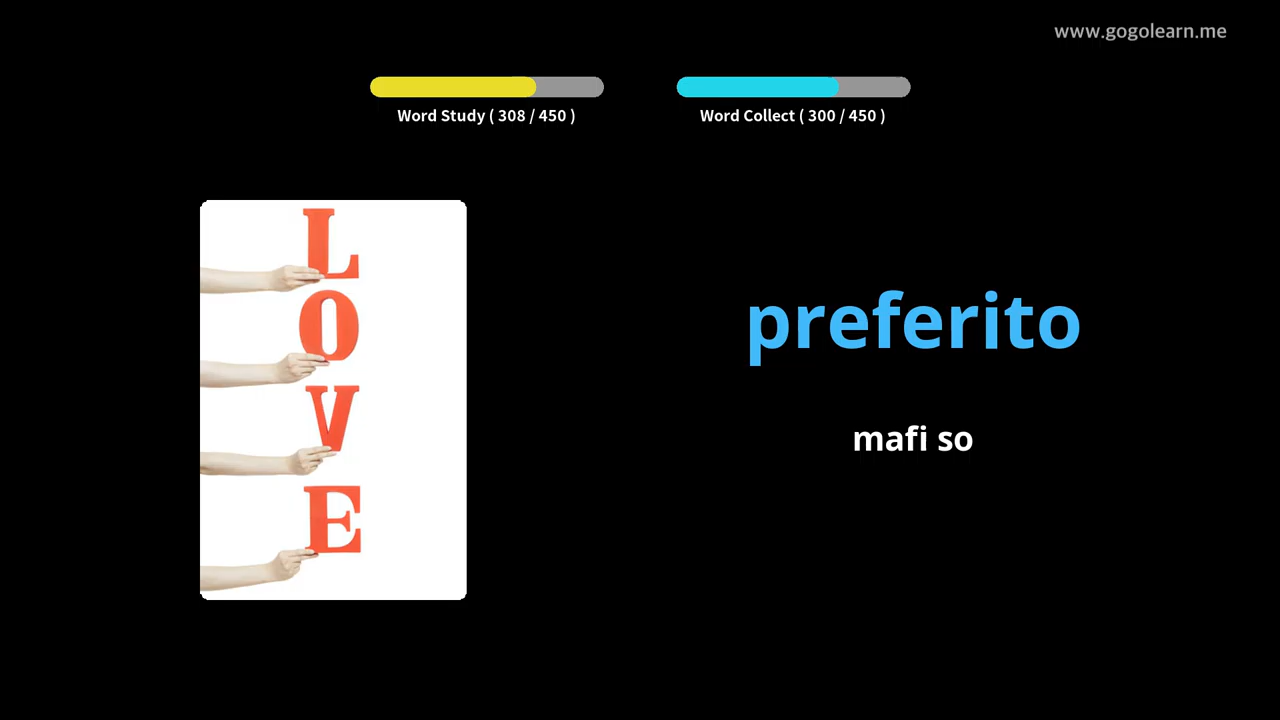 www.gogolearn.me
Word Study ( 308 / 450 )
Word Collect ( 300 / 450 )
L
O
V
E
preferito
mafi so